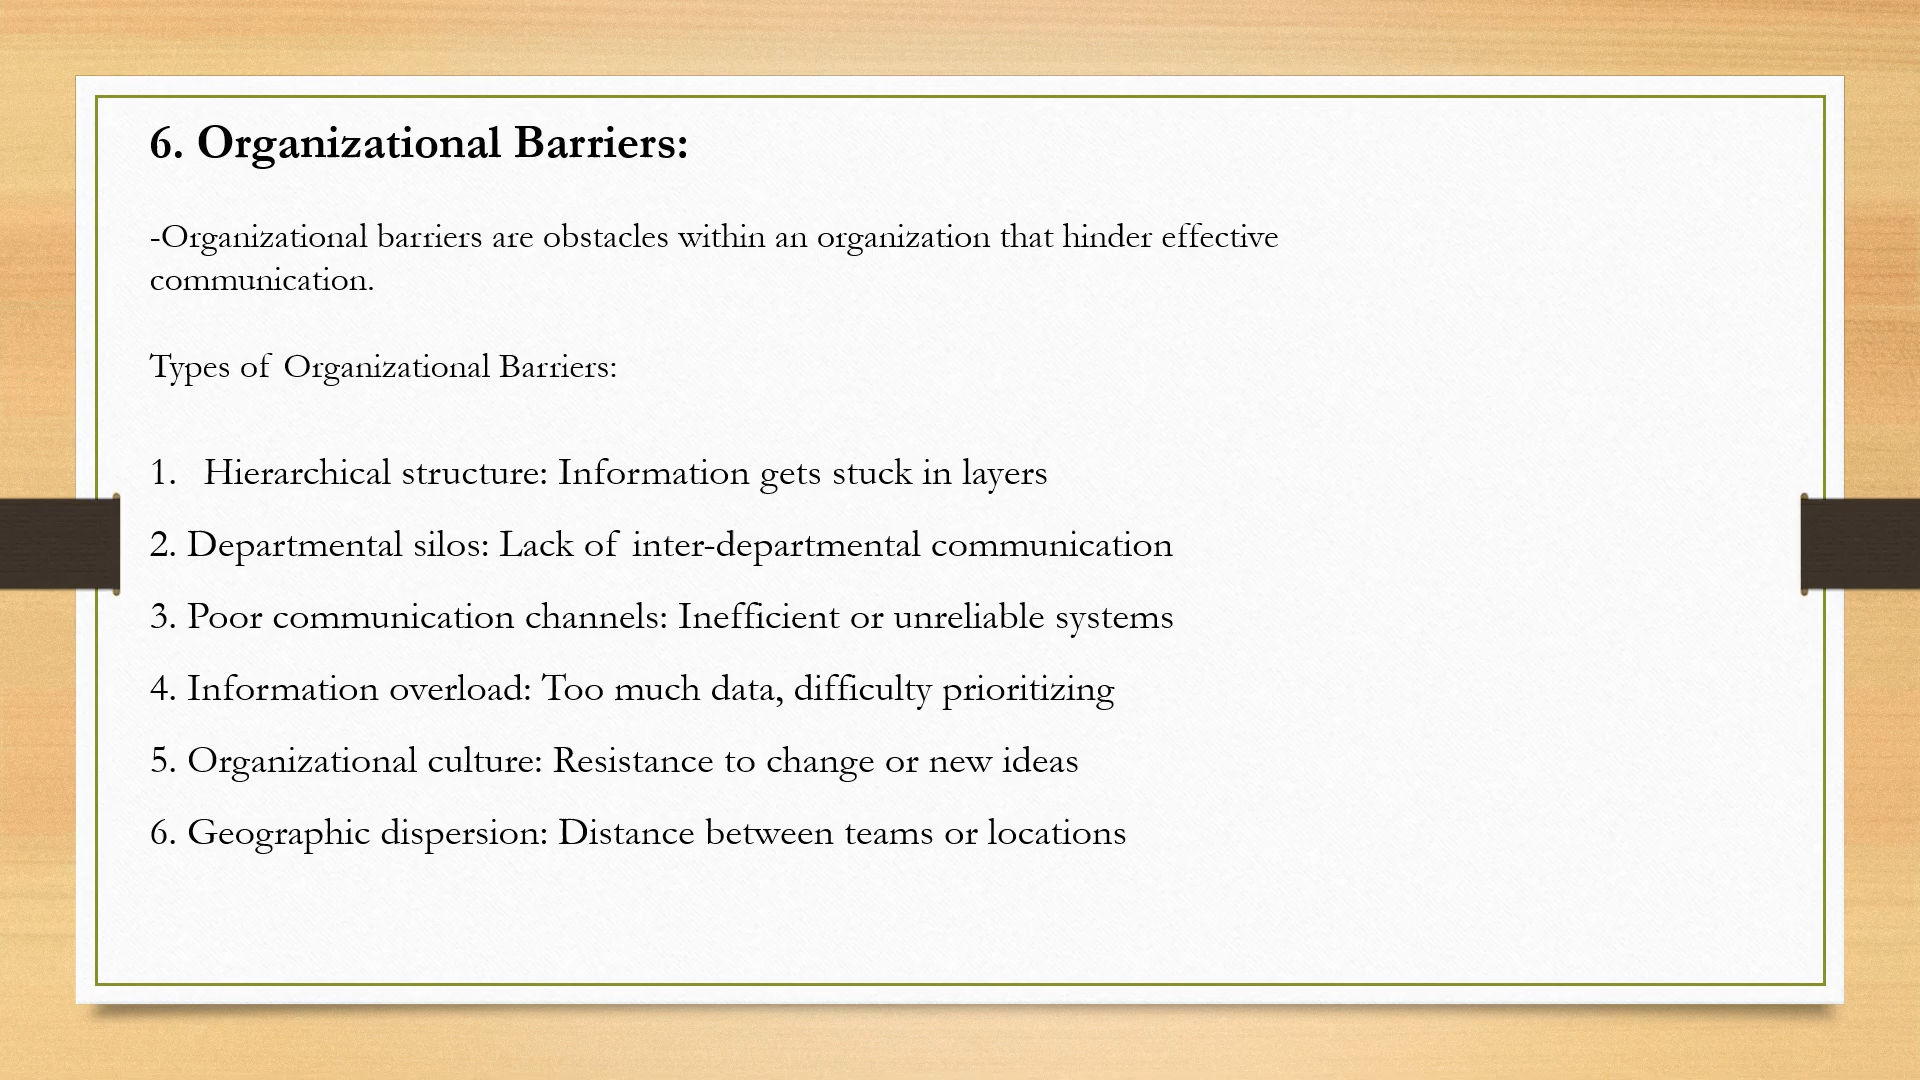 6. Organizational Barriers:
-Organizational barriers are obstacles within an organization that hinder effective
communication.
Types of Organizational Barriers:
1. Hierarchical structure: Information gets stuck in layers
2. Departmental silos: Lack of inter-departmental communication
3. Poor communication channels: Inefficient or unreliable systems
4. Information overload: Too much data, difficulty prioritizing
5. Organizational culture: Resistance to change or new ideas
6. Geographic dispersion: Distance between teams or locations